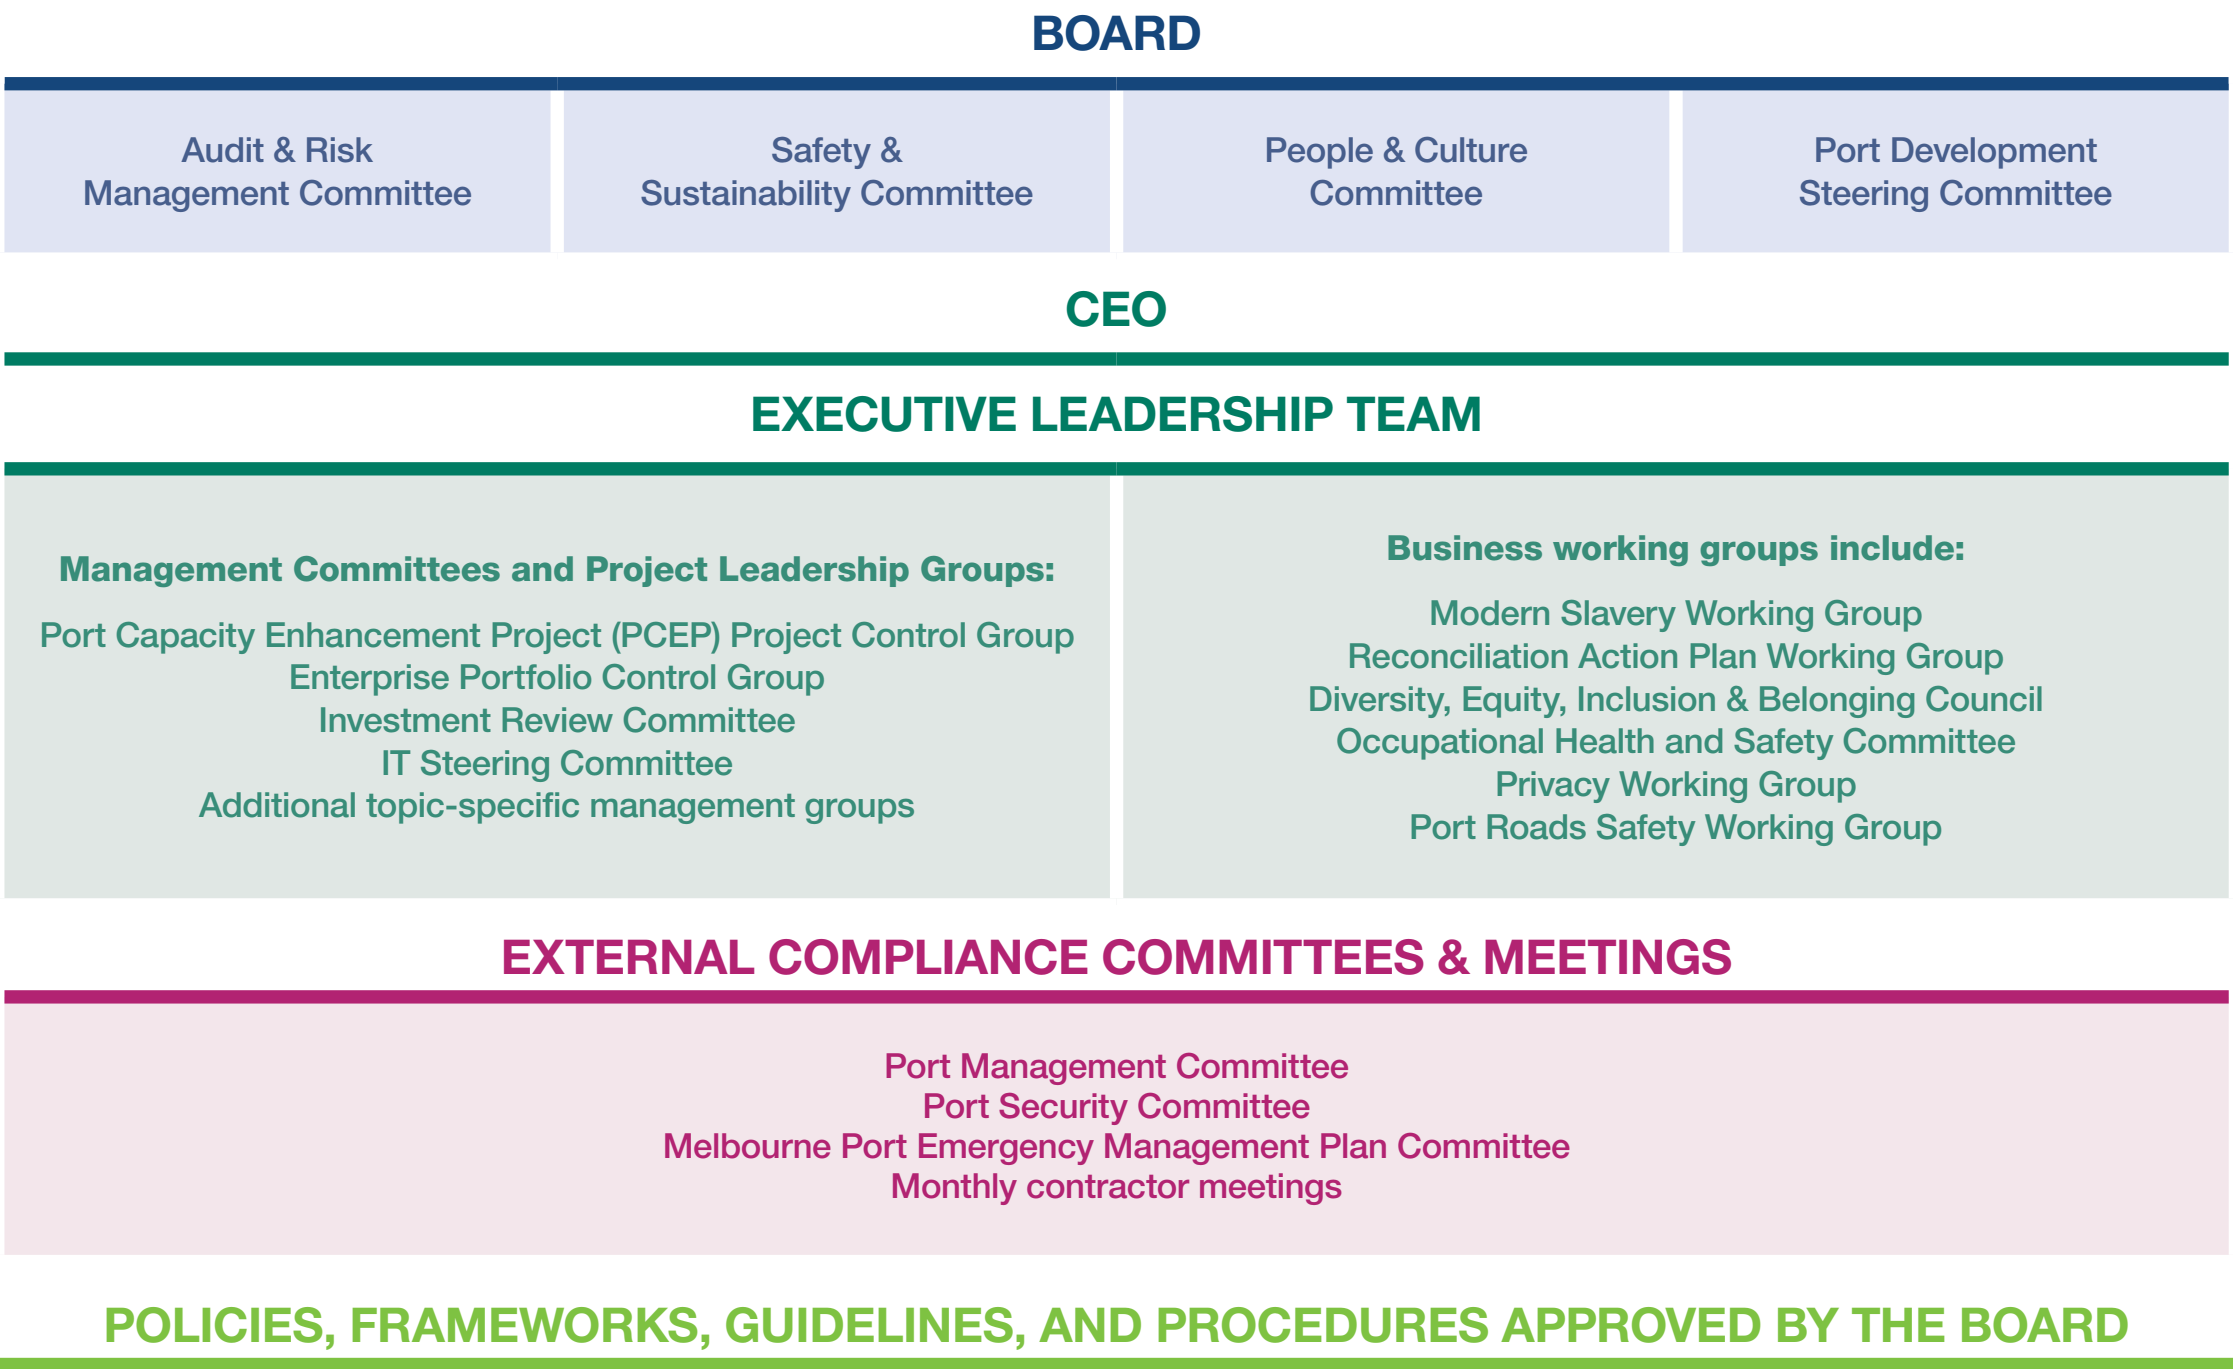 BOARD
Audit & Risk
Management Committee
Safety &
Sustainability Committee
People & Culture
Committee
Port Development
Steering Committee
CEO
EXECUTIVE LEADERSHIP TEAM
Management Committees and Project Leadership Groups:
Port Capacity Enhancement Project (PCEP) Project Control Group
Enterprise Portfolio Control Group
Investment Review Committee
IT Steering Committee
Additional topic-specific management groups
Business working groups include:
Modern Slavery Working Group
Reconciliation Action Plan Working Group
Diversity, Equity, Inclusion & Belonging Council
Occupational Health and Safety Committee
Privacy Working Group
Port Roads Safety Working Group
EXTERNAL COMPLIANCE COMMITTEES & MEETINGS
Port Management Committee
Port Security Committee
Melbourne Port Emergency Management Plan Committee
Monthly contractor meetings
POLICIES, FRAMEWORKS, GUIDELINES, AND PROCEDURES APPROVED BY THE BOARD